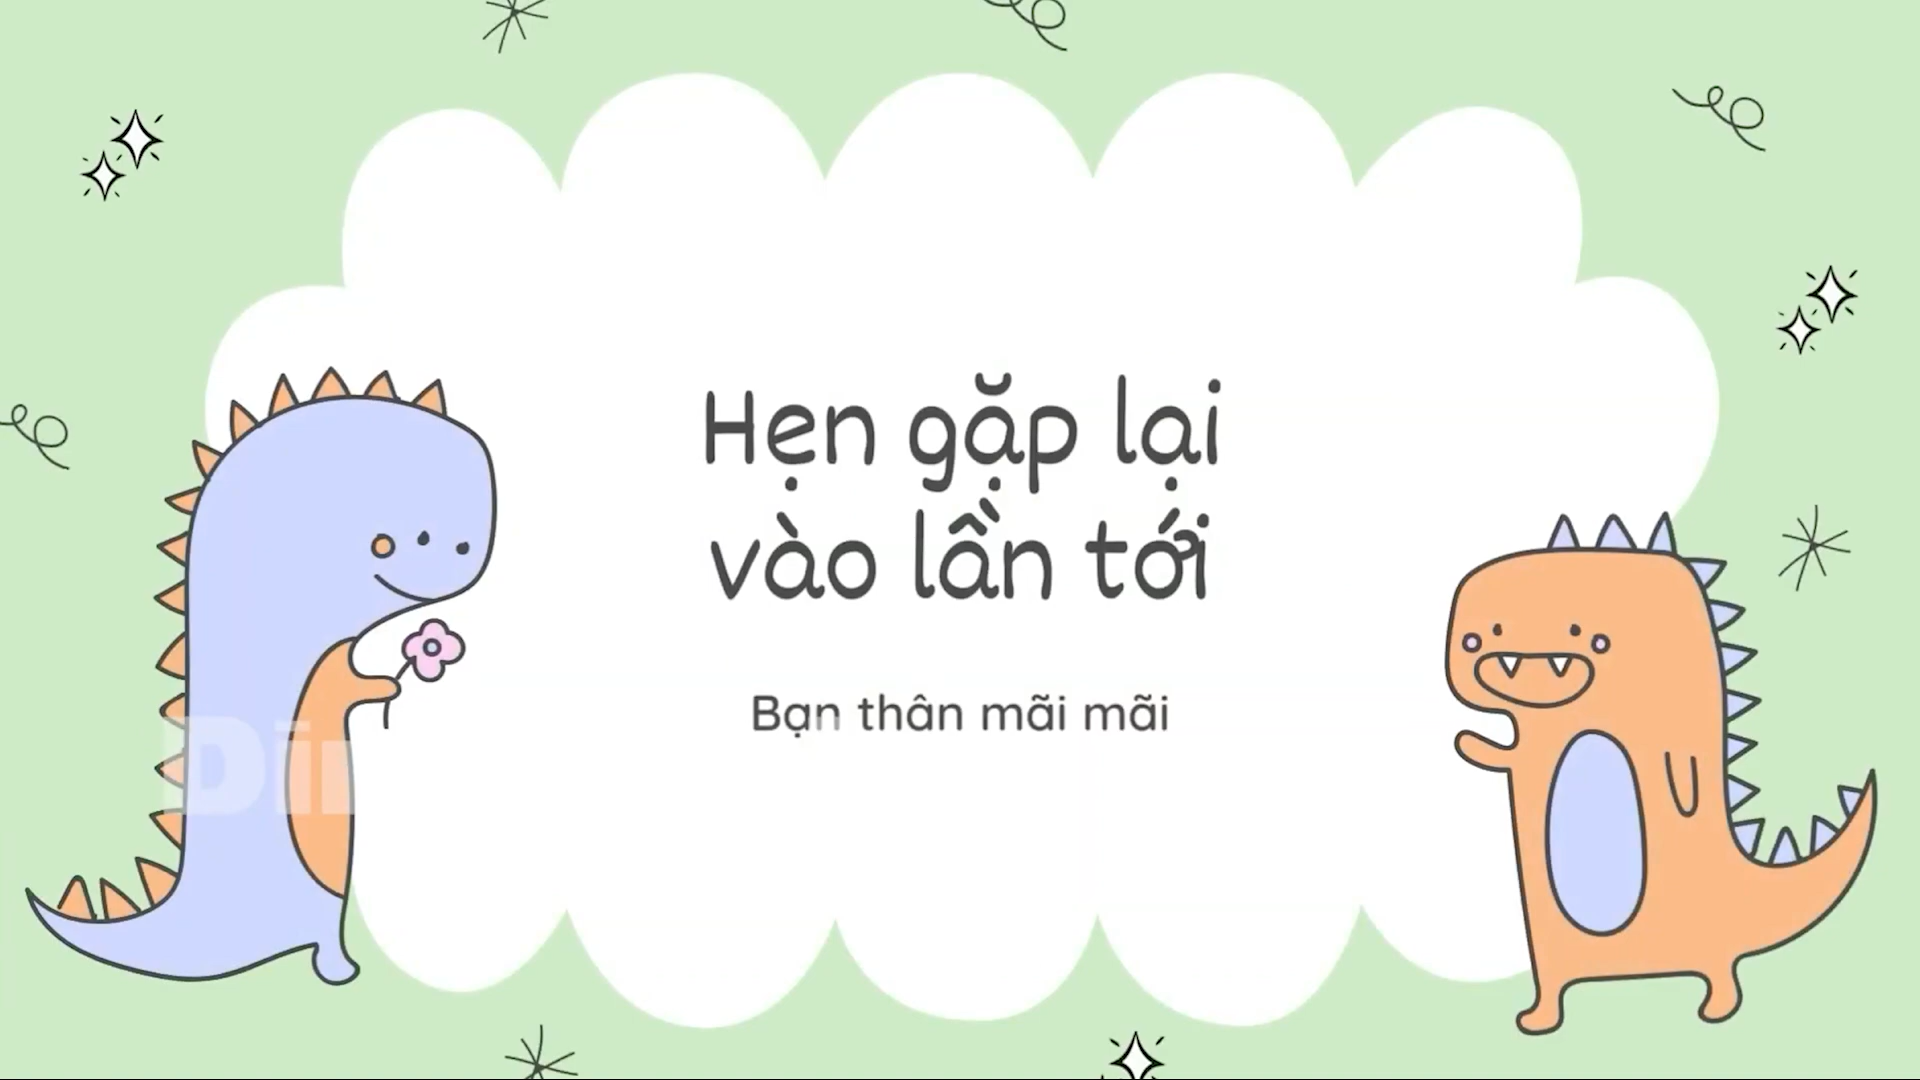 Hẹn gặp lại
vào lần tới
Bạn thân mãi mãi